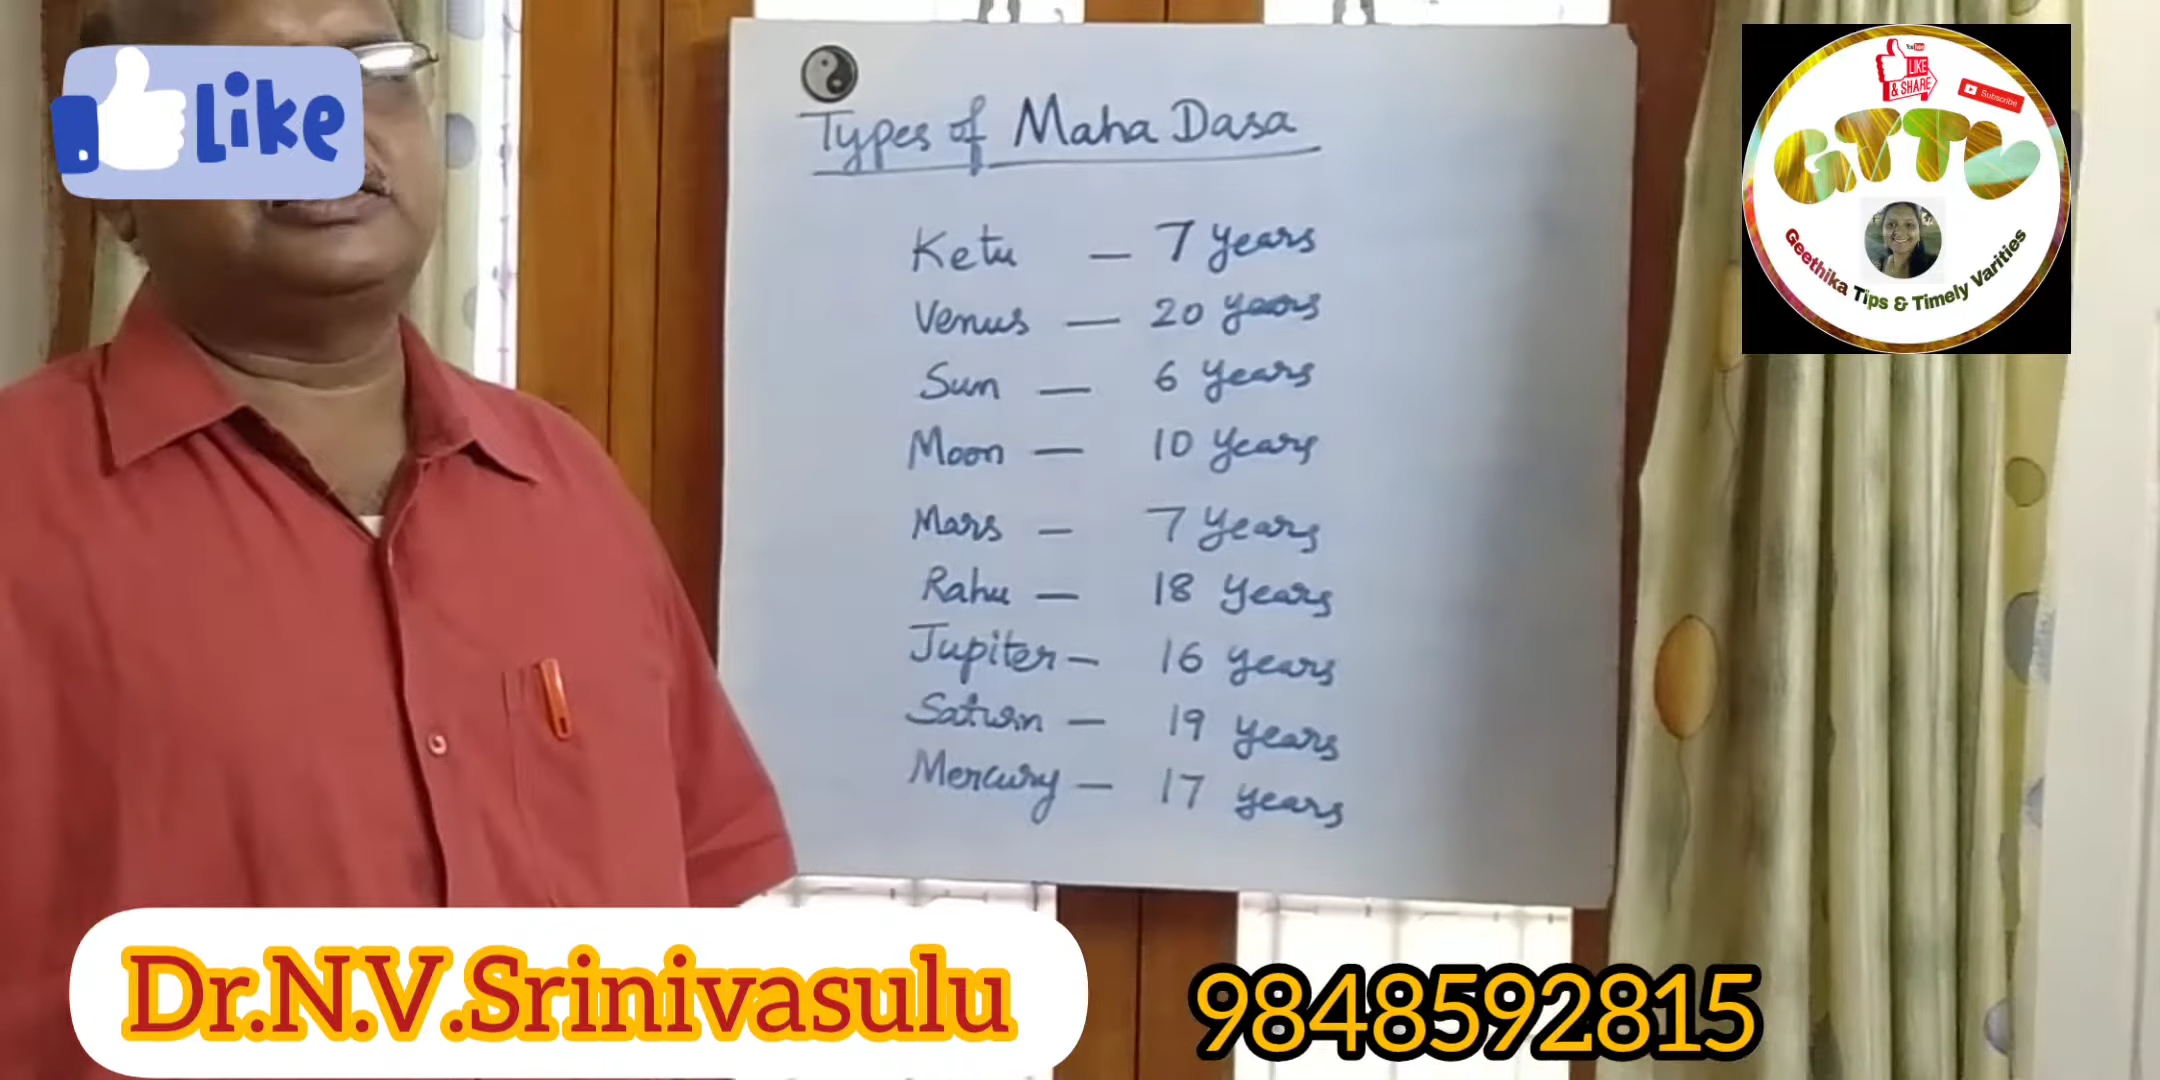 Like
Types of Maha Dasa
Ketu — 7 years
Venus — 20 years
Sun — 6 years
Moon — 10 years
Mars — 7 years
Rahu — 18 years
Jupiter — 16 years
Saturn — 19 years
Mercury — 17 years
YouTube
LIKE
& SHARE
Subscribe
GTTV
Geethika Tips & Timely Varities
Dr.N.V.Srinivasulu
9848592815